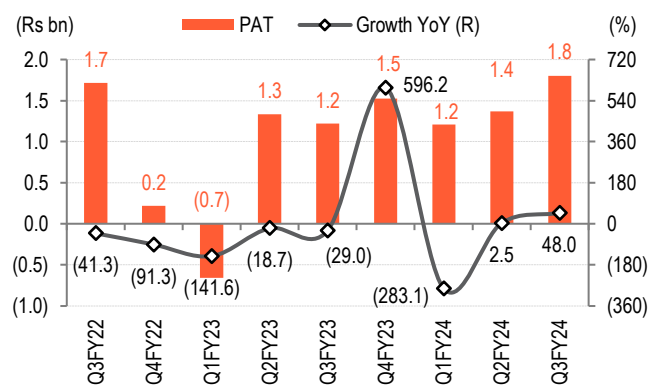 (Rs bn) PAT Growth YoY (R) (%)
2.0 1.7 0.2 (0.7) 1.3 1.2 1.5 596.2 1.2 1.4 1.8 720
1.5 540
1.0 360
0.5 180
0.0 0
(0.5) (41.3) (91.3) (141.6) (18.7) (29.0) (283.1) 2.5 48.0 (180)
(1.0) (360)
Q3FY22 Q4FY22 Q1FY23 Q2FY23 Q3FY23 Q4FY23 Q1FY24 Q2FY24 Q3FY24